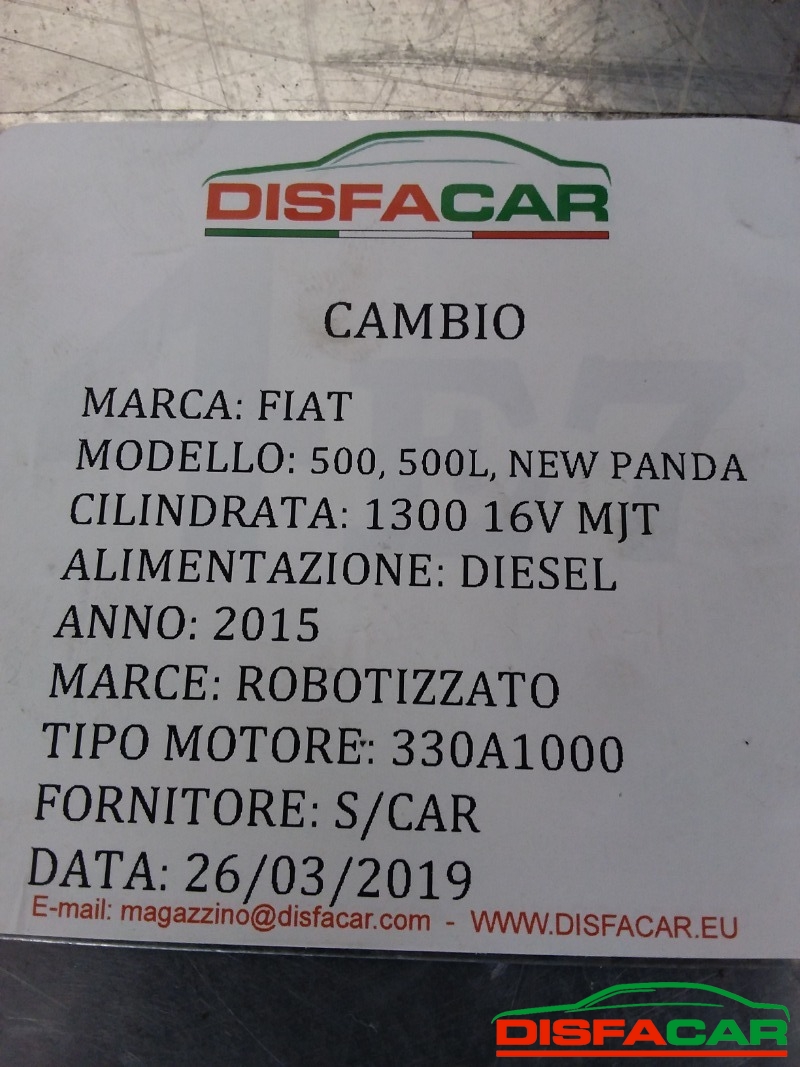 DISFACAR
CAMBIO
MARCA: FIAT
MODELLO: 500, 500L, NEW PANDA
CILINDRATA: 1300 16V MJT
ALIMENTAZIONE: DIESEL
ANNO: 2015
MARCE: ROBOTIZZATO
TIPO MOTORE: 330A1000
FORNITORE: S/CAR
DATA: 26/03/2019
E-mail: magazzino@disfacar.com - WWW.DISFACAR.EU
DISFACAR